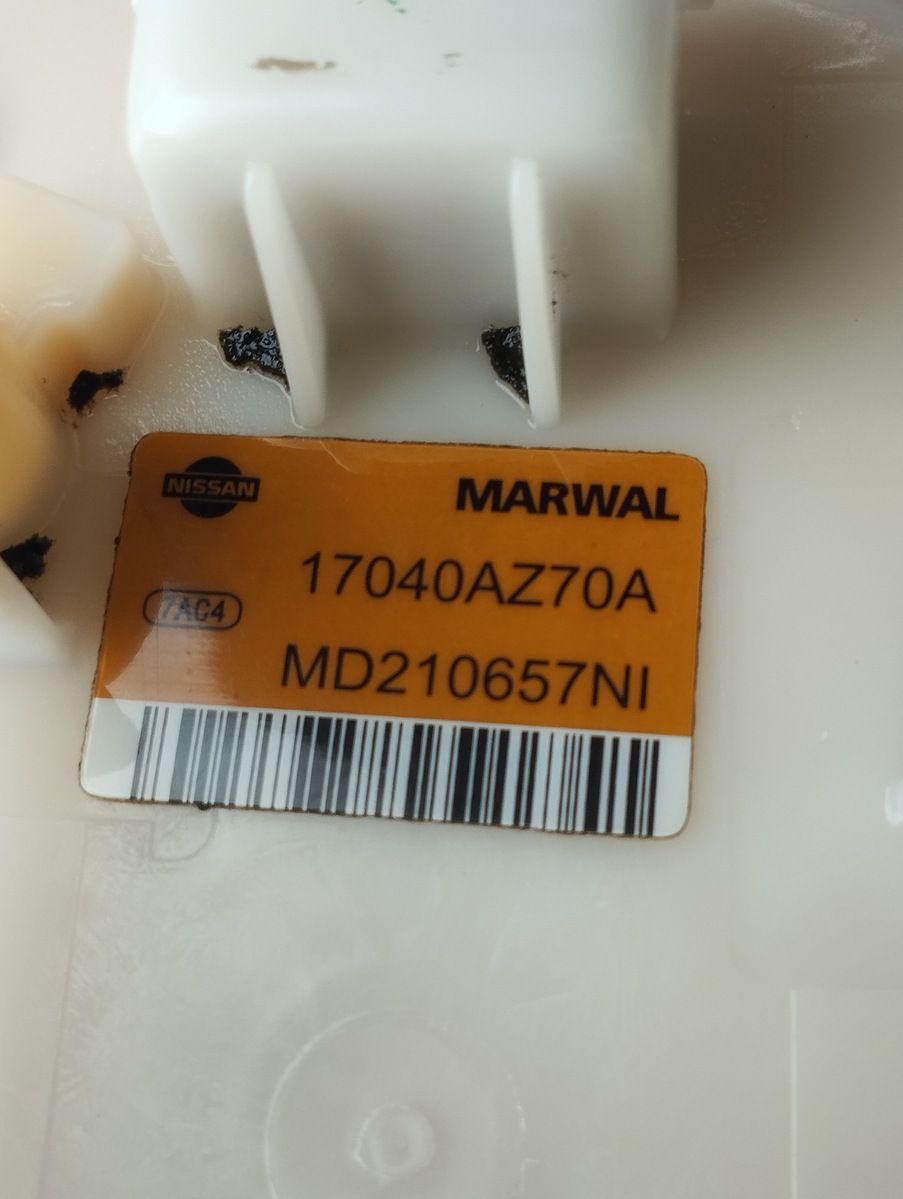 NISSAN
MARWAL
17040AZ70A
7AC4
MD210657NI